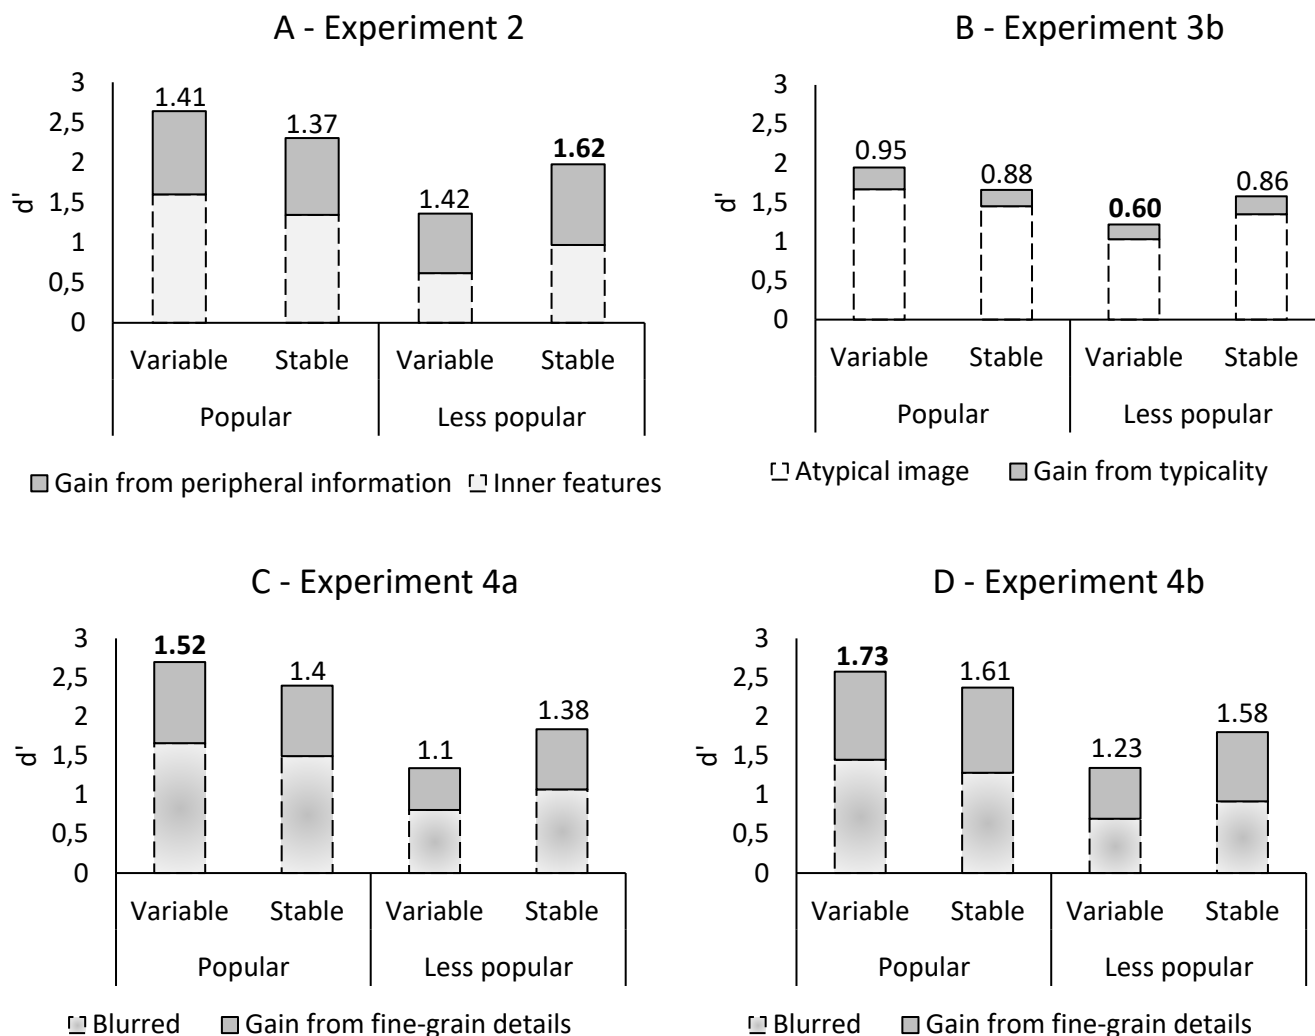 A - Experiment 2
3
2,5
2
1,5
1
0,5
0
d'
1.41
1.37
1.42
1.62
Variable Stable Variable Stable
Popular Less popular
Gain from peripheral information Inner features
B - Experiment 3b
3
2,5
2
1,5
1
0,5
0
d'
0.95
0.88
0.60
0.86
Variable Stable Variable Stable
Popular Less popular
Atypical image Gain from typicality
C - Experiment 4a
3
2,5
2
1,5
1
0,5
0
d'
1.52
1.4
1.1
1.38
Variable Stable Variable Stable
Popular Less popular
Blurred Gain from fine-grain details
D - Experiment 4b
3
2,5
2
1,5
1
0,5
0
d'
1.73
1.61
1.23
1.58
Variable Stable Variable Stable
Popular Less popular
Blurred Gain from fine-grain details